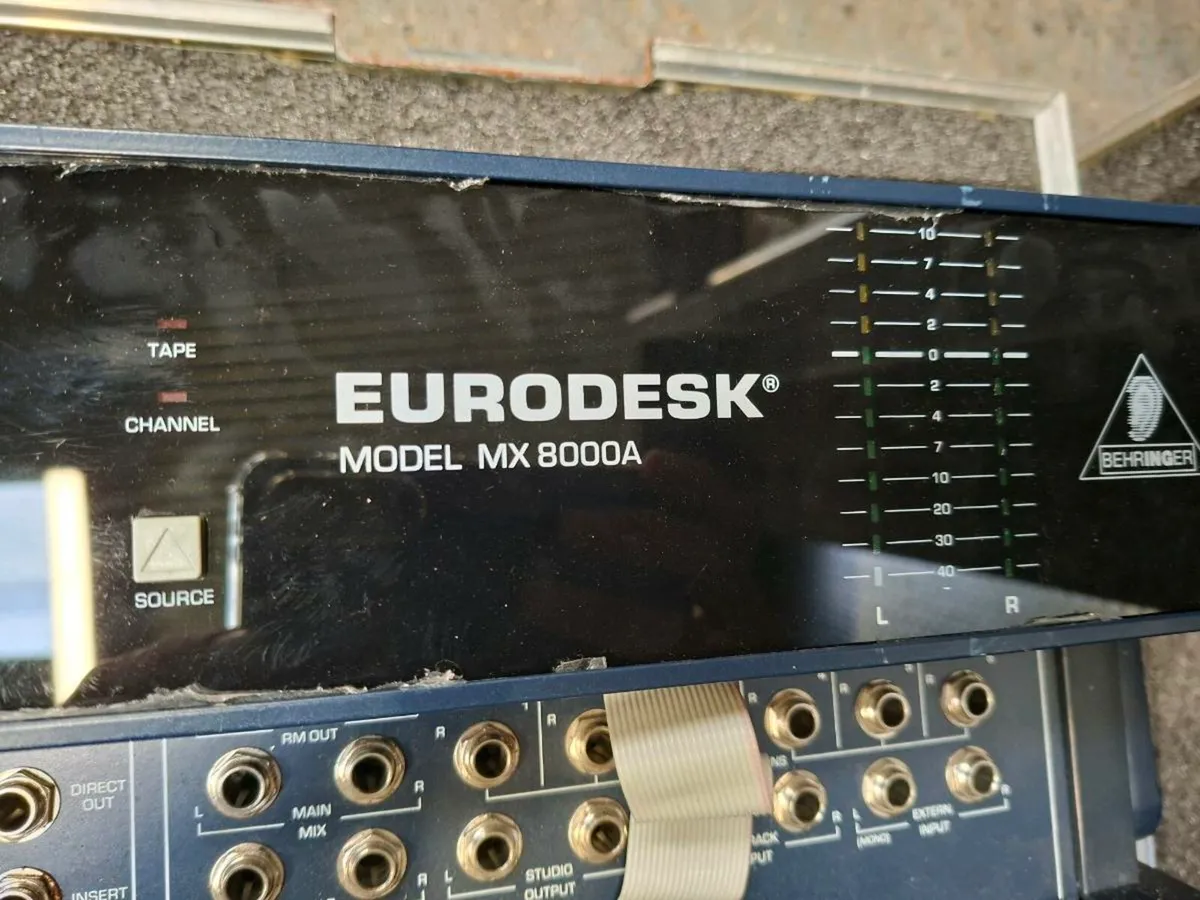 TAPE
CHANNEL
SOURCE
EURODESK®
MODEL MX 8000A
10
7
4
2
0
2
4
7
10
20
30
40
L
R
BEHRINGER
DIRECT
OUT
INSERT
RM OUT
L
R
MAIN
MIX
R
R
R
R
R
R
L
STUDIO
OUTPUT
R
L
R
(MONO)
EXTERN
INPUT